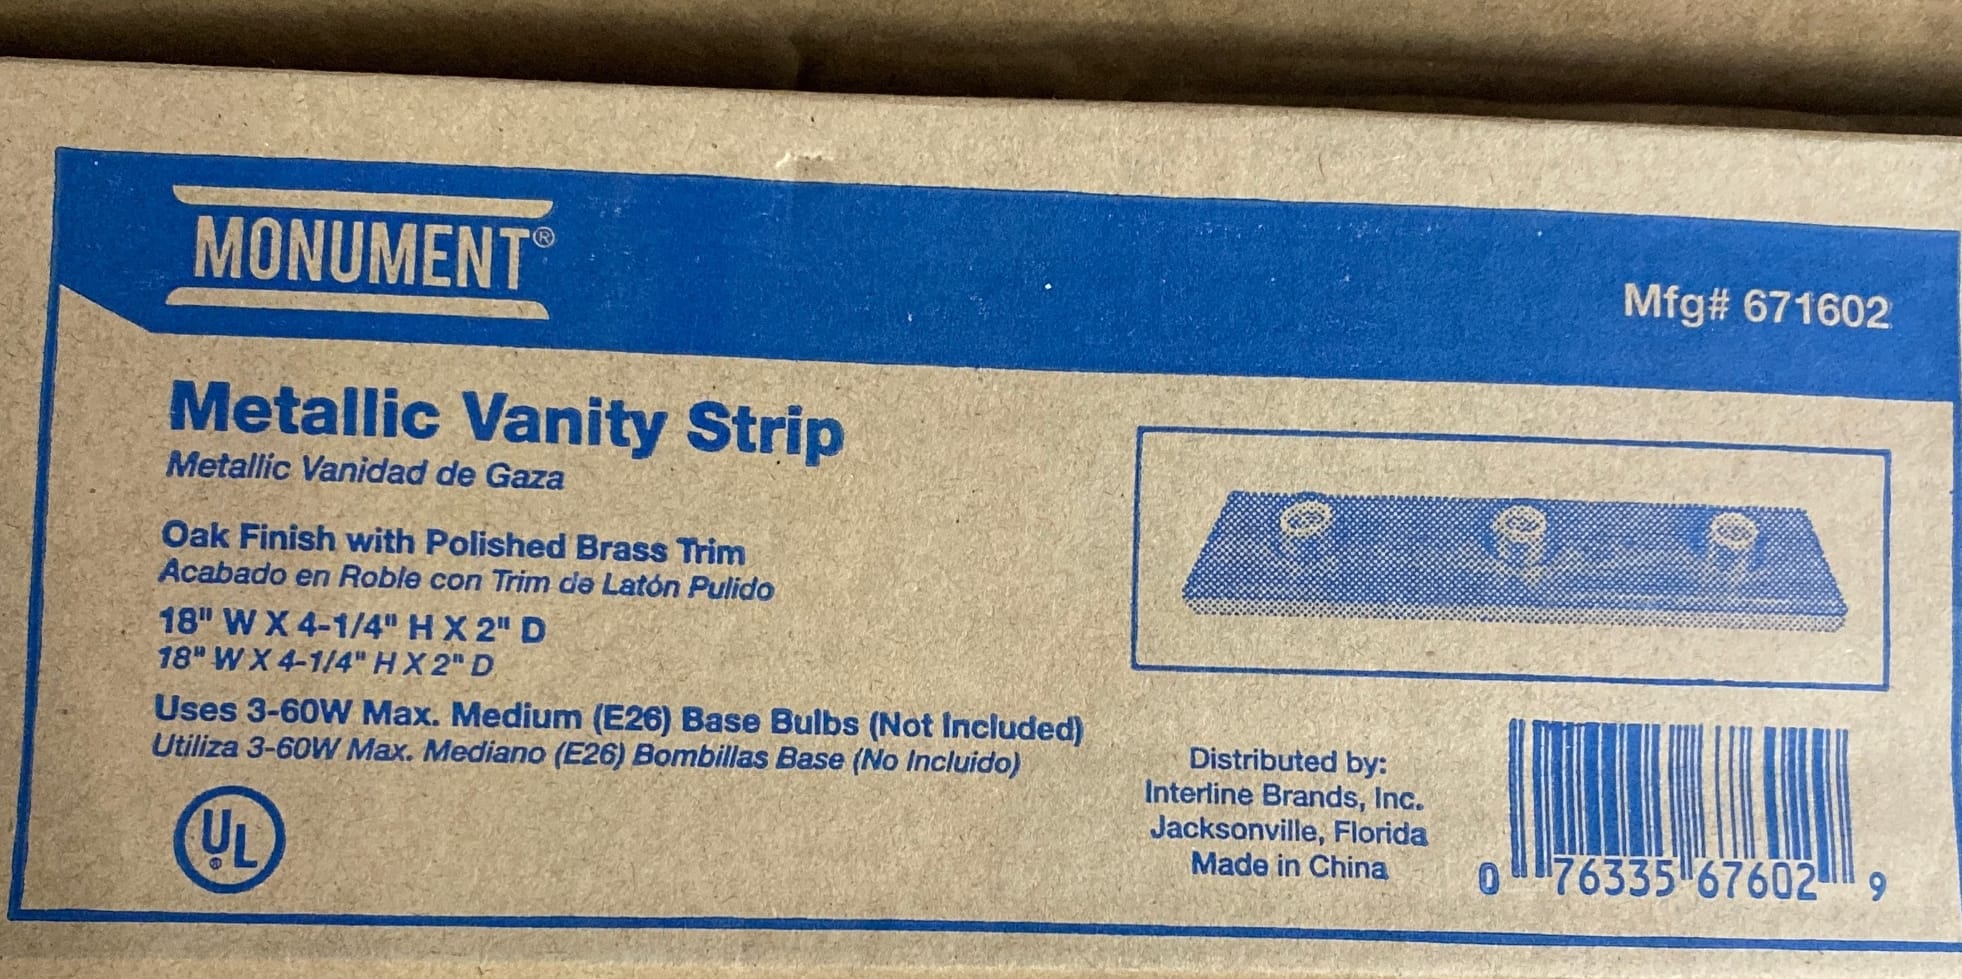 MONUMENT®
Mfg# 671602
Metallic Vanity Strip
Metallic Vanidad de Gaza
Oak Finish with Polished Brass Trim
Acabado en Roble con Trim de Latón Pulido
18" W X 4-1/4" H X 2" D
18" W X 4-1/4" H X 2" D
Uses 3-60W Max. Medium (E26) Base Bulbs (Not Included)
Utiliza 3-60W Max. Mediano (E26) Bombillas Base (No Incluido)
UL®
Distributed by:
Interline Brands, Inc.
Jacksonville, Florida
Made in China
0 76335 67602 9